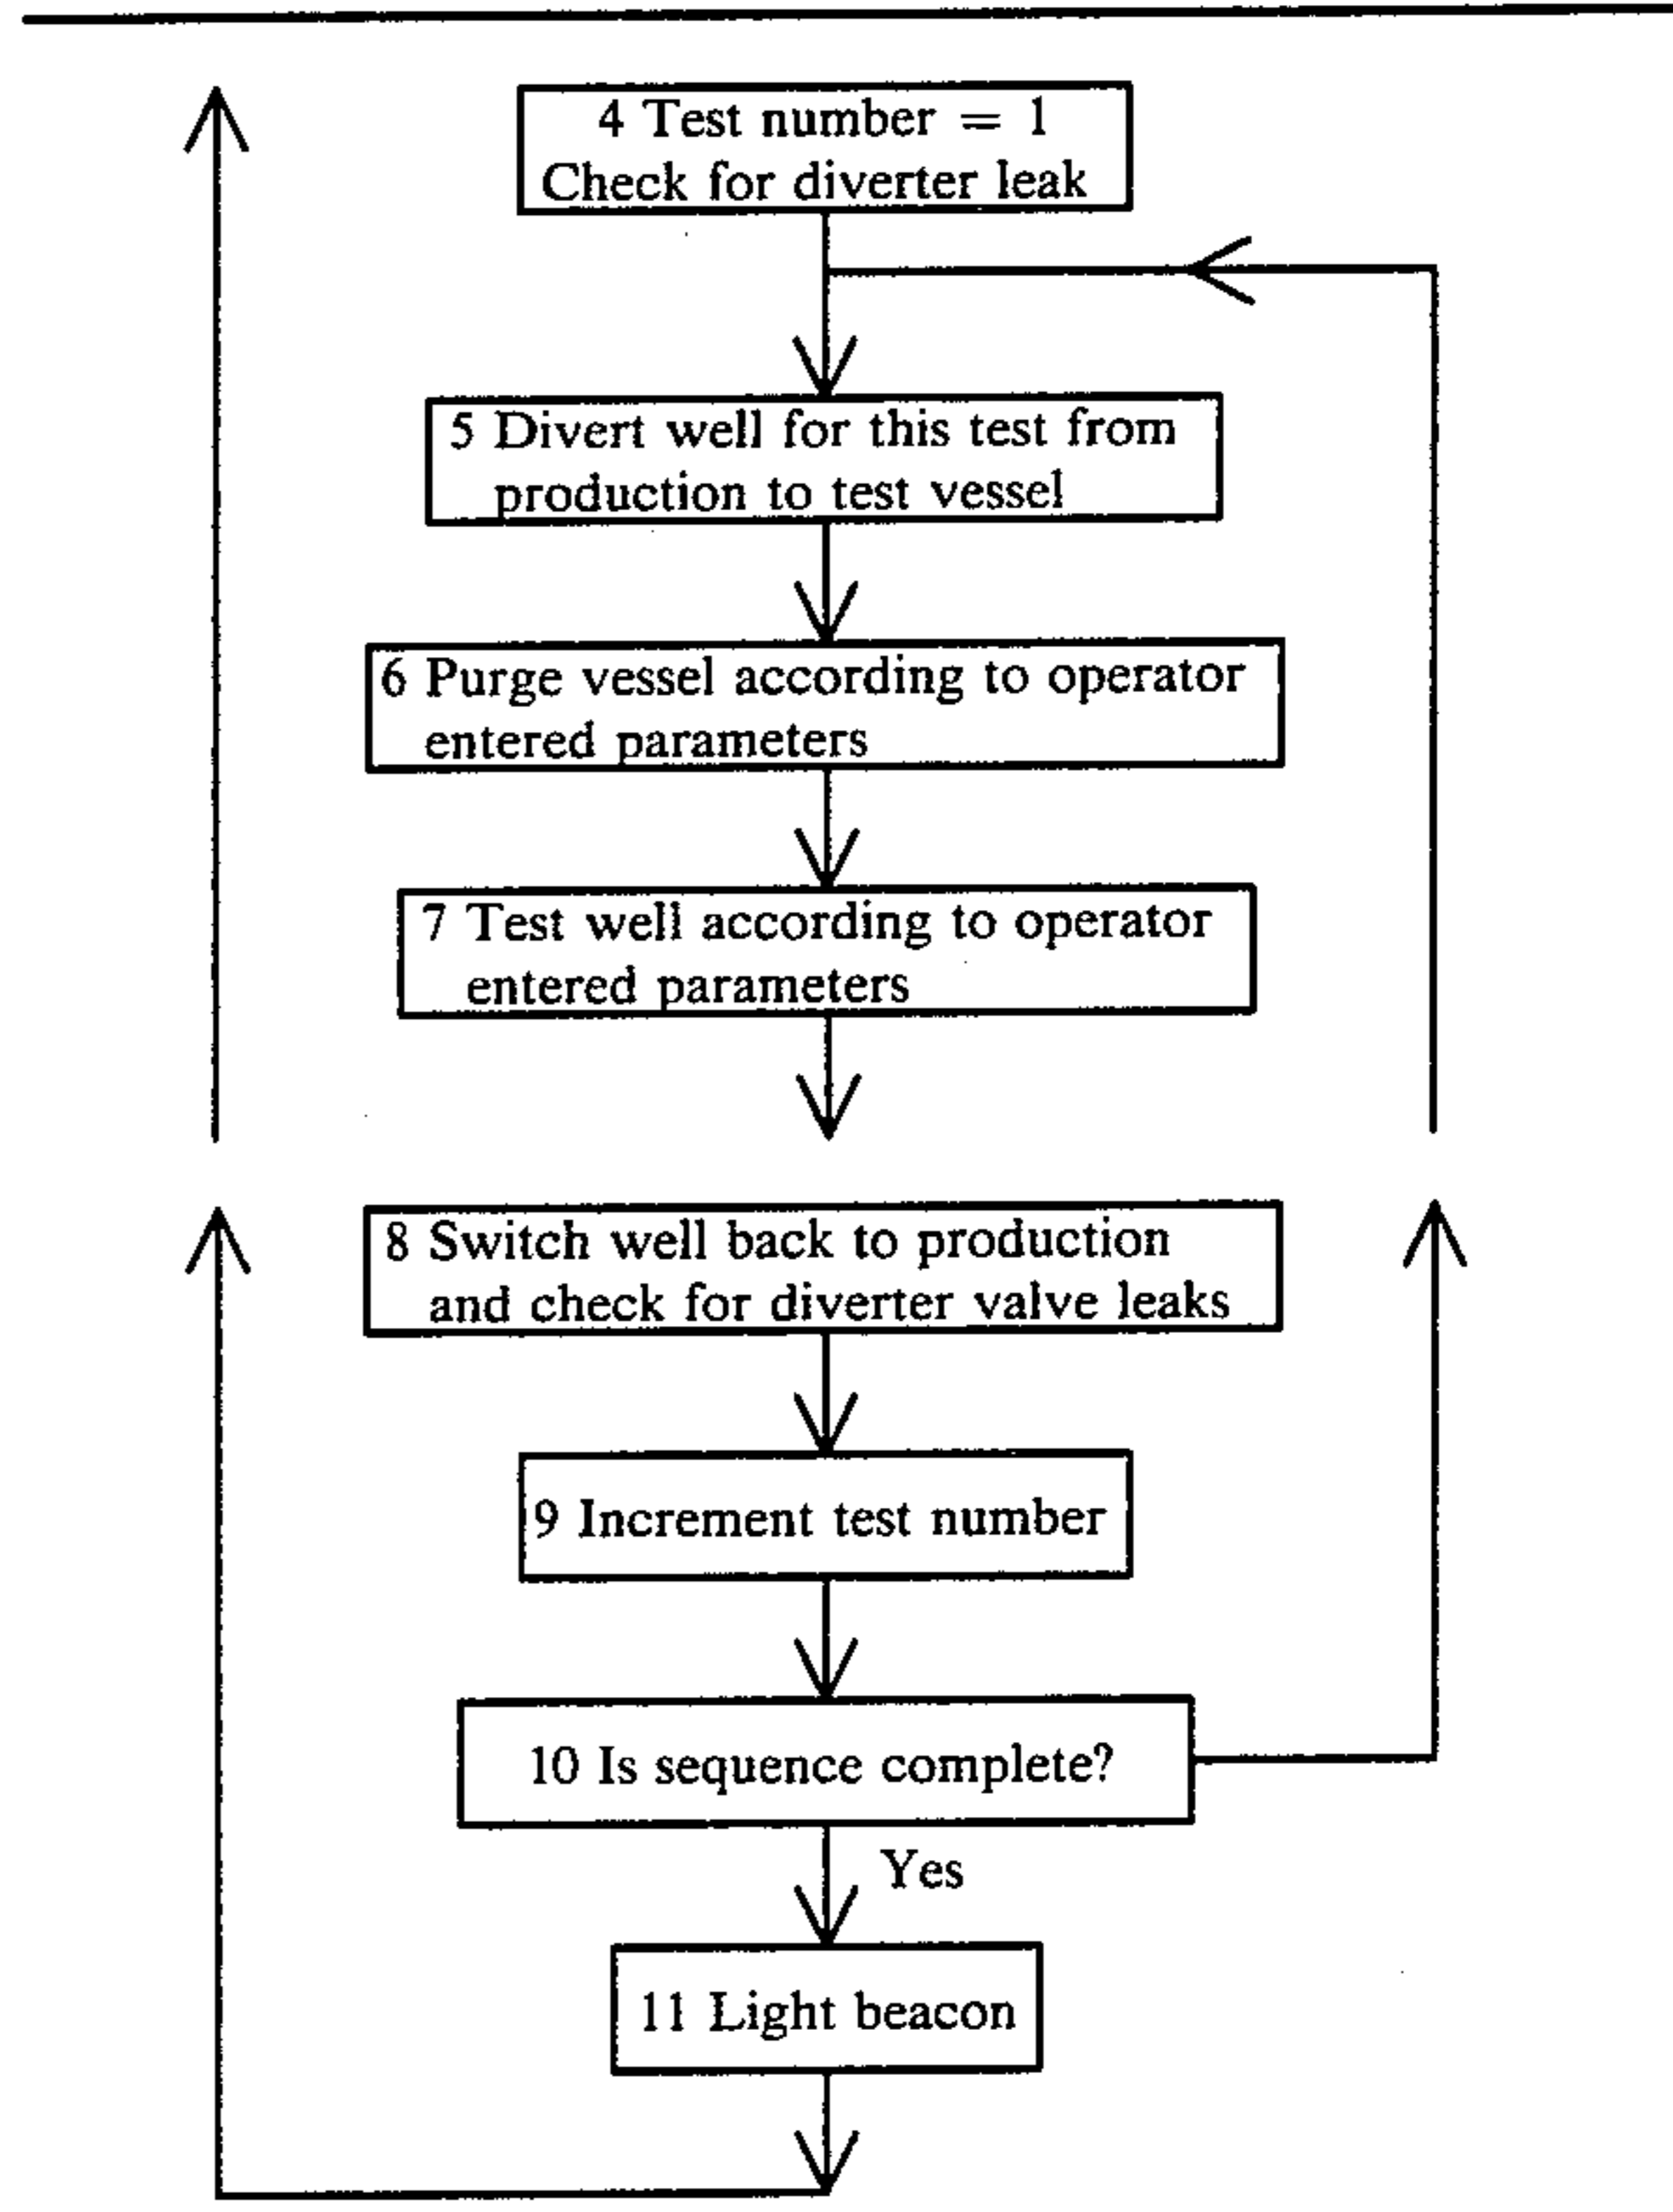 4 Test number = 1
Check for diverter leak
5 Divert well for this test from
production to test vessel
6 Purge vessel according to operator
entered parameters
7 Test well according to operator
entered parameters
8 Switch well back to production
and check for diverter valve leaks
9 Increment test number
10 Is sequence complete?
Yes
11 Light beacon